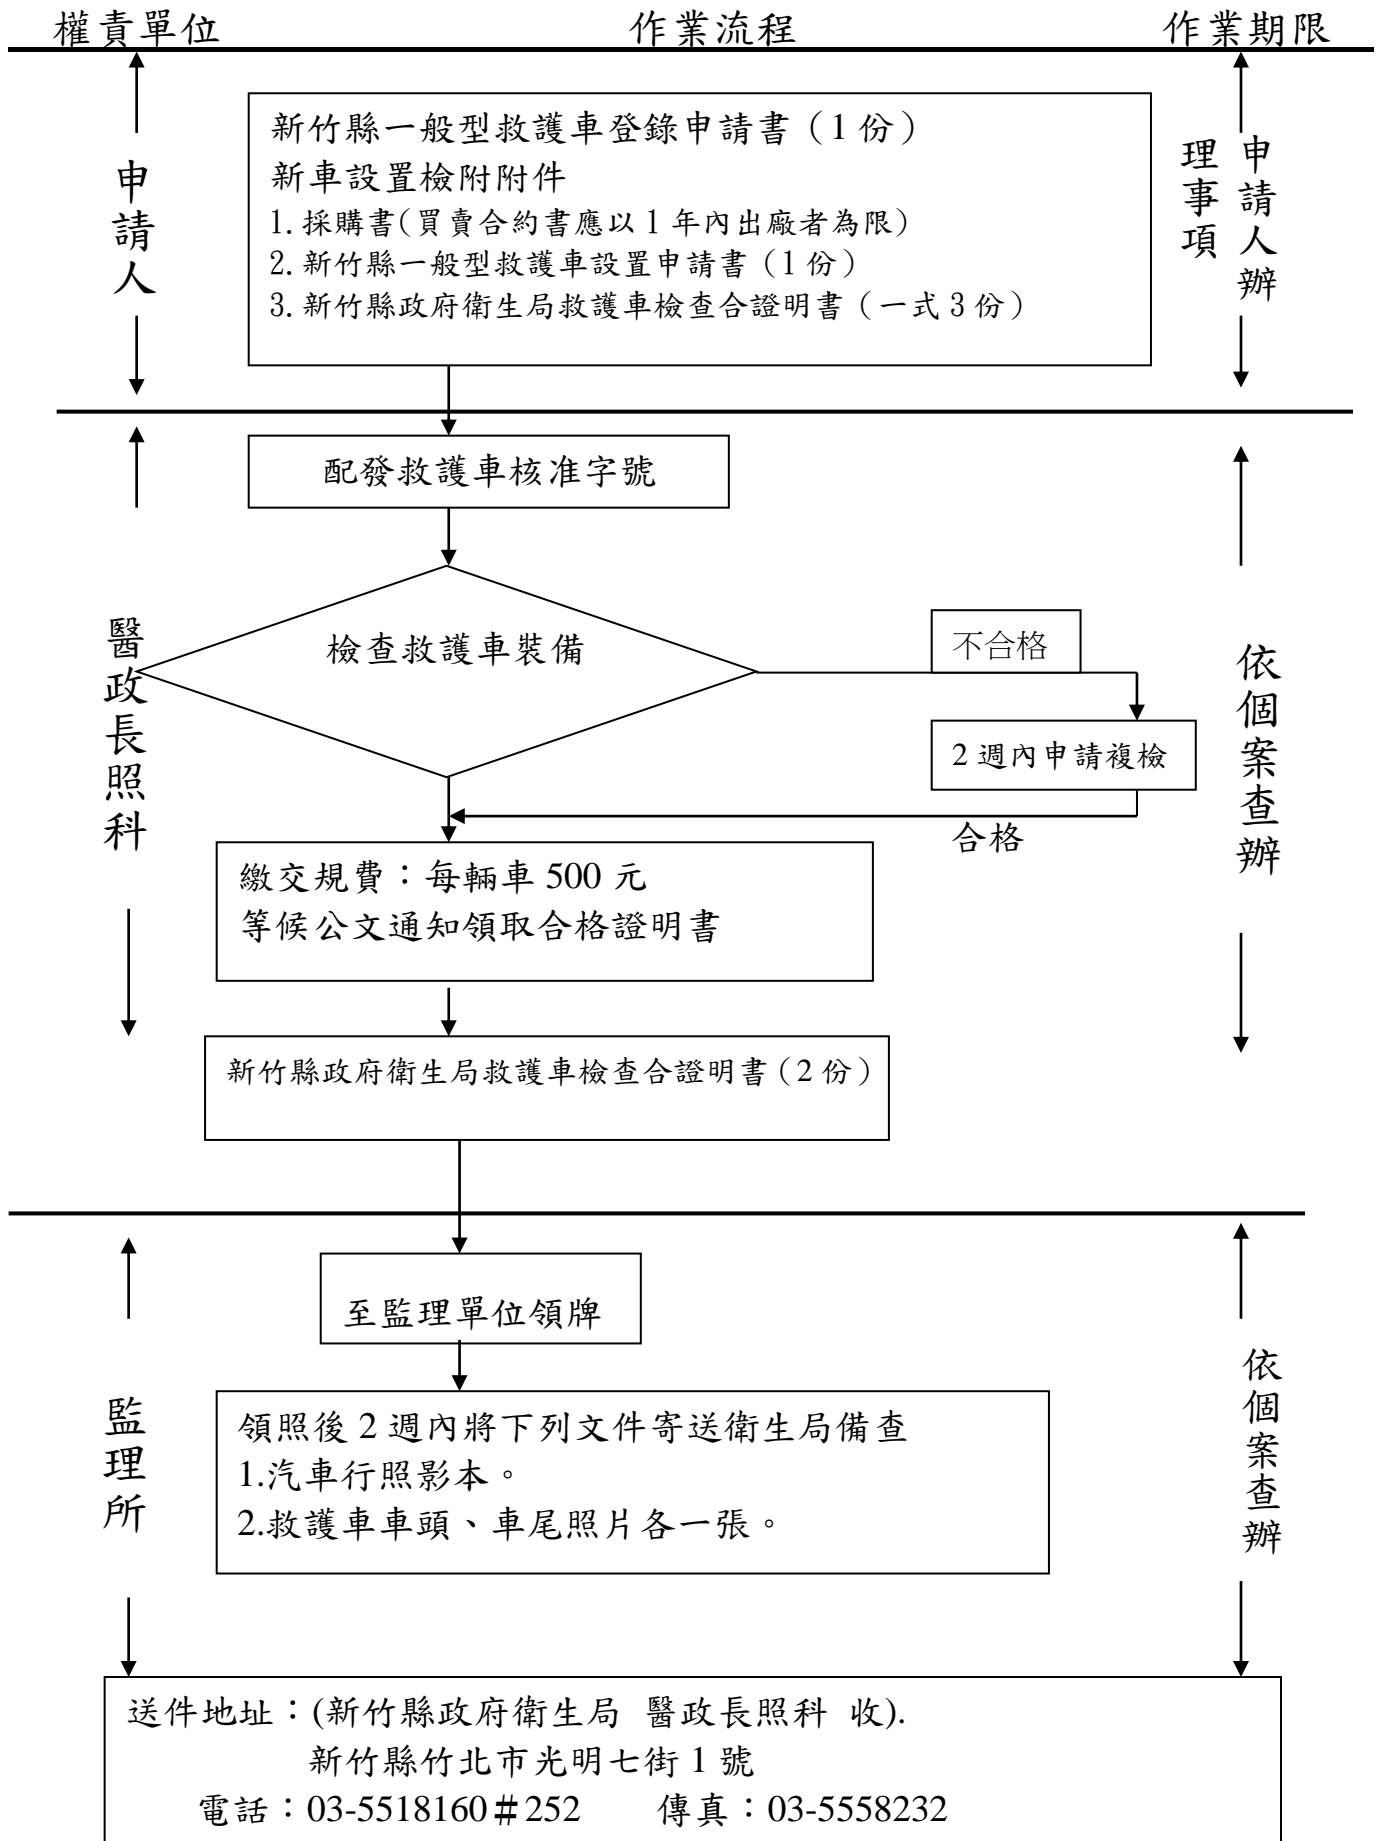 權責單位 作業流程 作業期限
申請人
新竹縣一般型救護車登錄申請書（1份）
新車設置檢附附件
1.採購書(買賣合約書應以1年內出廠者為限)
2.新竹縣一般型救護車設置申請書（1份）
3.新竹縣政府衛生局救護車檢查合證明書（一式3份）
申請人辦
理事項
配發救護車核准字號
醫政長照科
檢查救護車裝備
不合格
2週內申請複檢
合格
依個案查辦
繳交規費：每輛車500元
等候公文通知領取合格證明書
新竹縣政府衛生局救護車檢查合證明書（2份）
至監理單位領牌
監理所
領照後2週內將下列文件寄送衛生局備查
1.汽車行照影本。
2.救護車車頭、車尾照片各一張。
依個案查辦
送件地址：(新竹縣政府衛生局 醫政長照科 收).
新竹縣竹北市光明七街1號
電話：03-5518160＃252 傳真：03-5558232